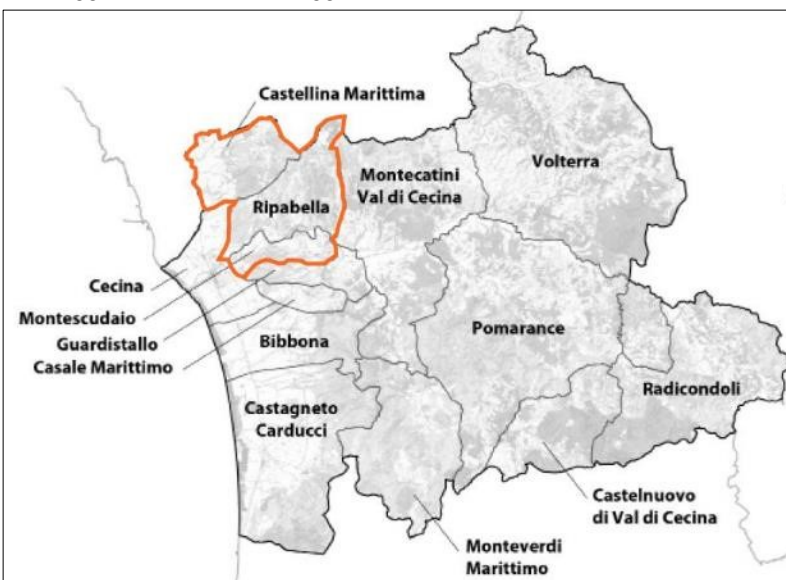 Castellina Marittima
Volterra
Montecatini
Val di Cecina
Ripabella
Cecina
Montescudaio
Guardistallo
Casale Marittimo
Bibbona
Pomarance
Radicondoli
Castagneto
Carducci
Castelnuovo
di Val di Cecina
Monteverdi
Marittimo